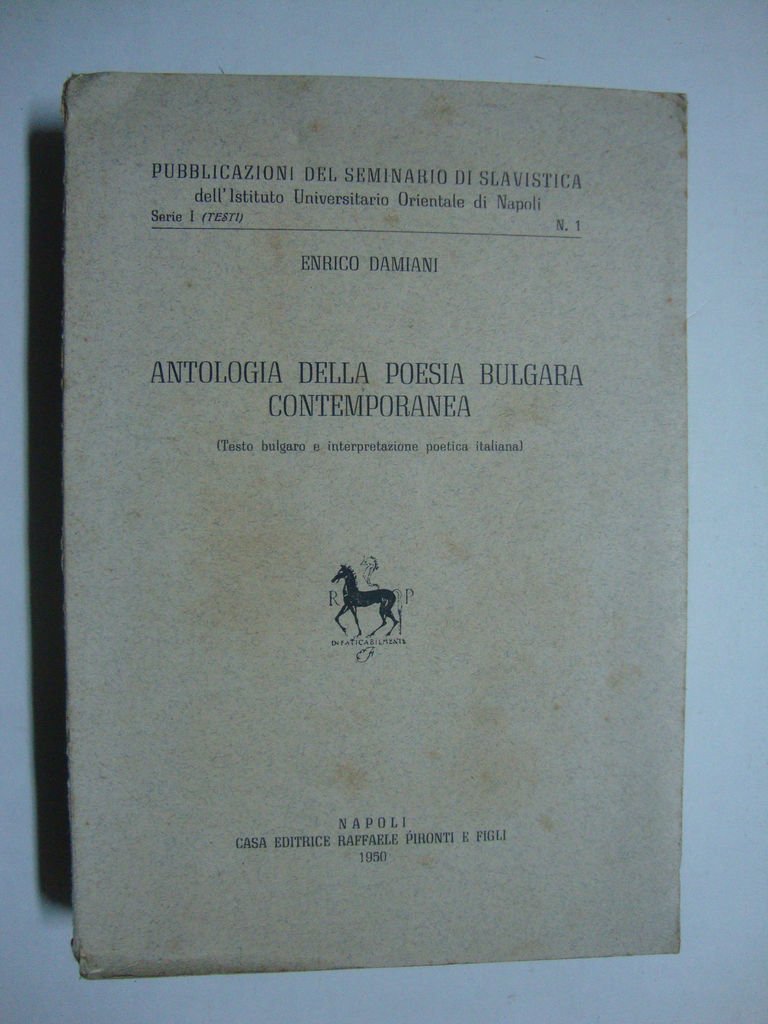 PUBBLICAZIONI DEL SEMINARIO DI SLAVISTICA
dell'Istituto Universitario Orientale di Napoli
Serie I (TESTI)
N. 1
ENRICO DAMIANI
ANTOLOGIA DELLA POESIA BULGARA
CONTEMPORANEA
(Testo bulgaro e interpretazione poetica italiana)
R P
INFATICABILMENTE
eF
NAPOLI
CASA EDITRICE RAFFAELE PIRONTI E FIGLI
1950